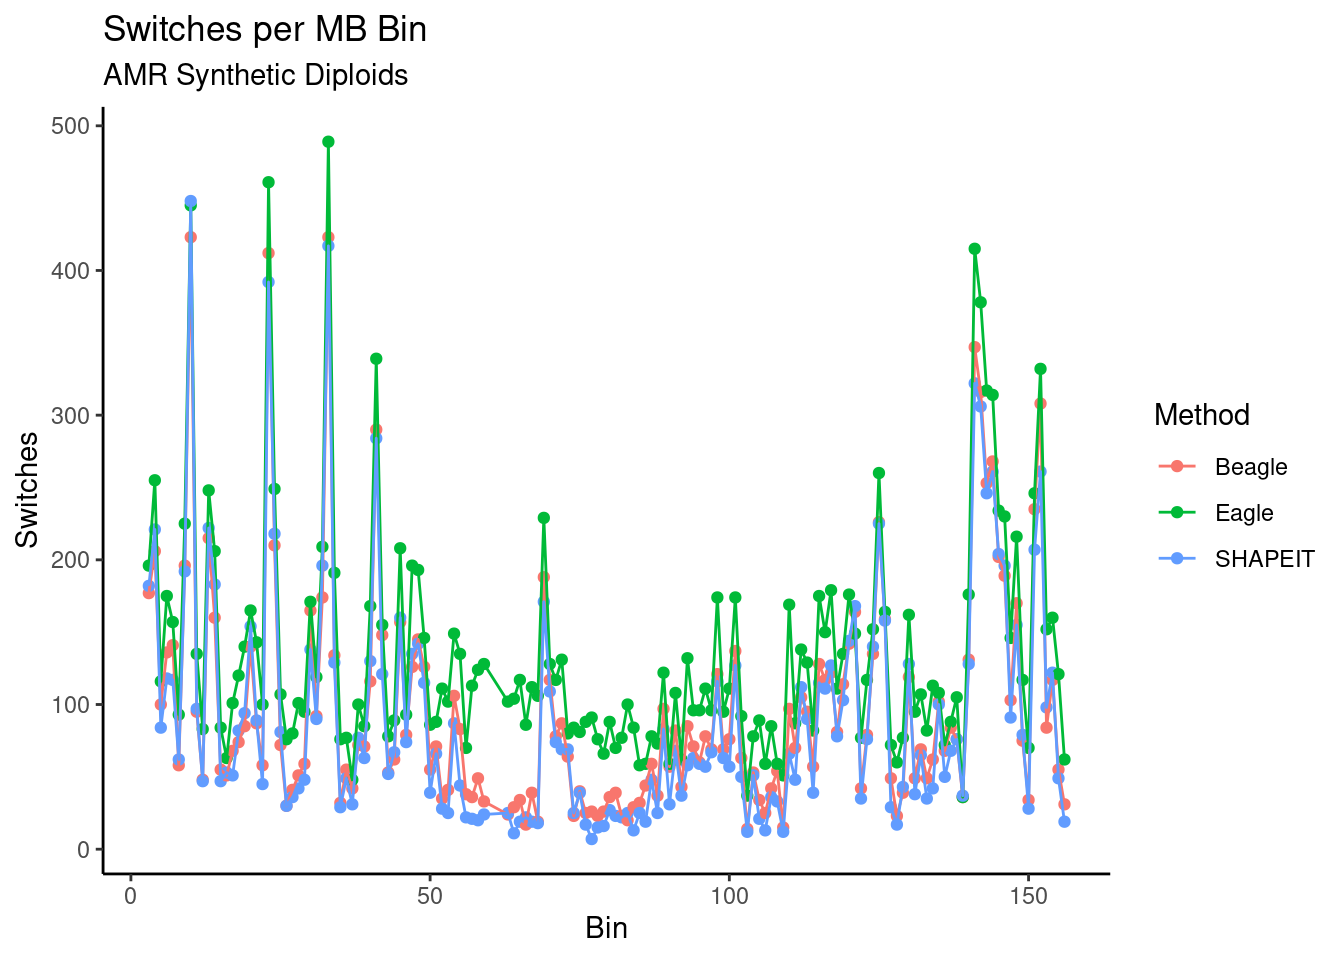 Switches per MB Bin
AMR Synthetic Diploids
500
400
300
200
100
0
Switches
0 50 100 150
Bin
Method
Beagle
Eagle
SHAPEIT